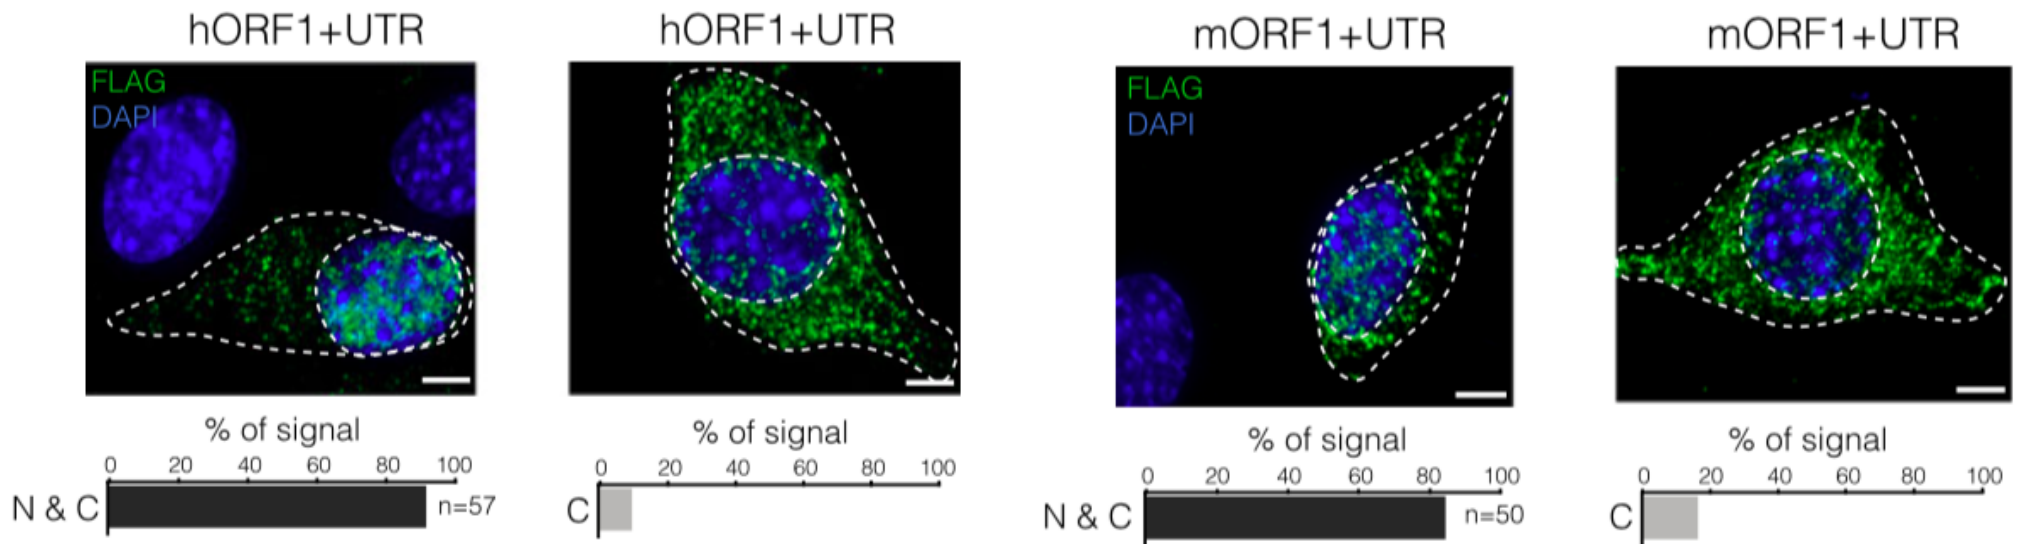 hORF1+UTR
hORF1+UTR
mORF1+UTR
mORF1+UTR
FLAG
DAPI
FLAG
DAPI
% of signal
0 20 40 60 80 100
N & C
n=57
% of signal
0 20 40 60 80 100
C
% of signal
0 20 40 60 80 100
N & C
n=50
% of signal
0 20 40 60 80 100
C